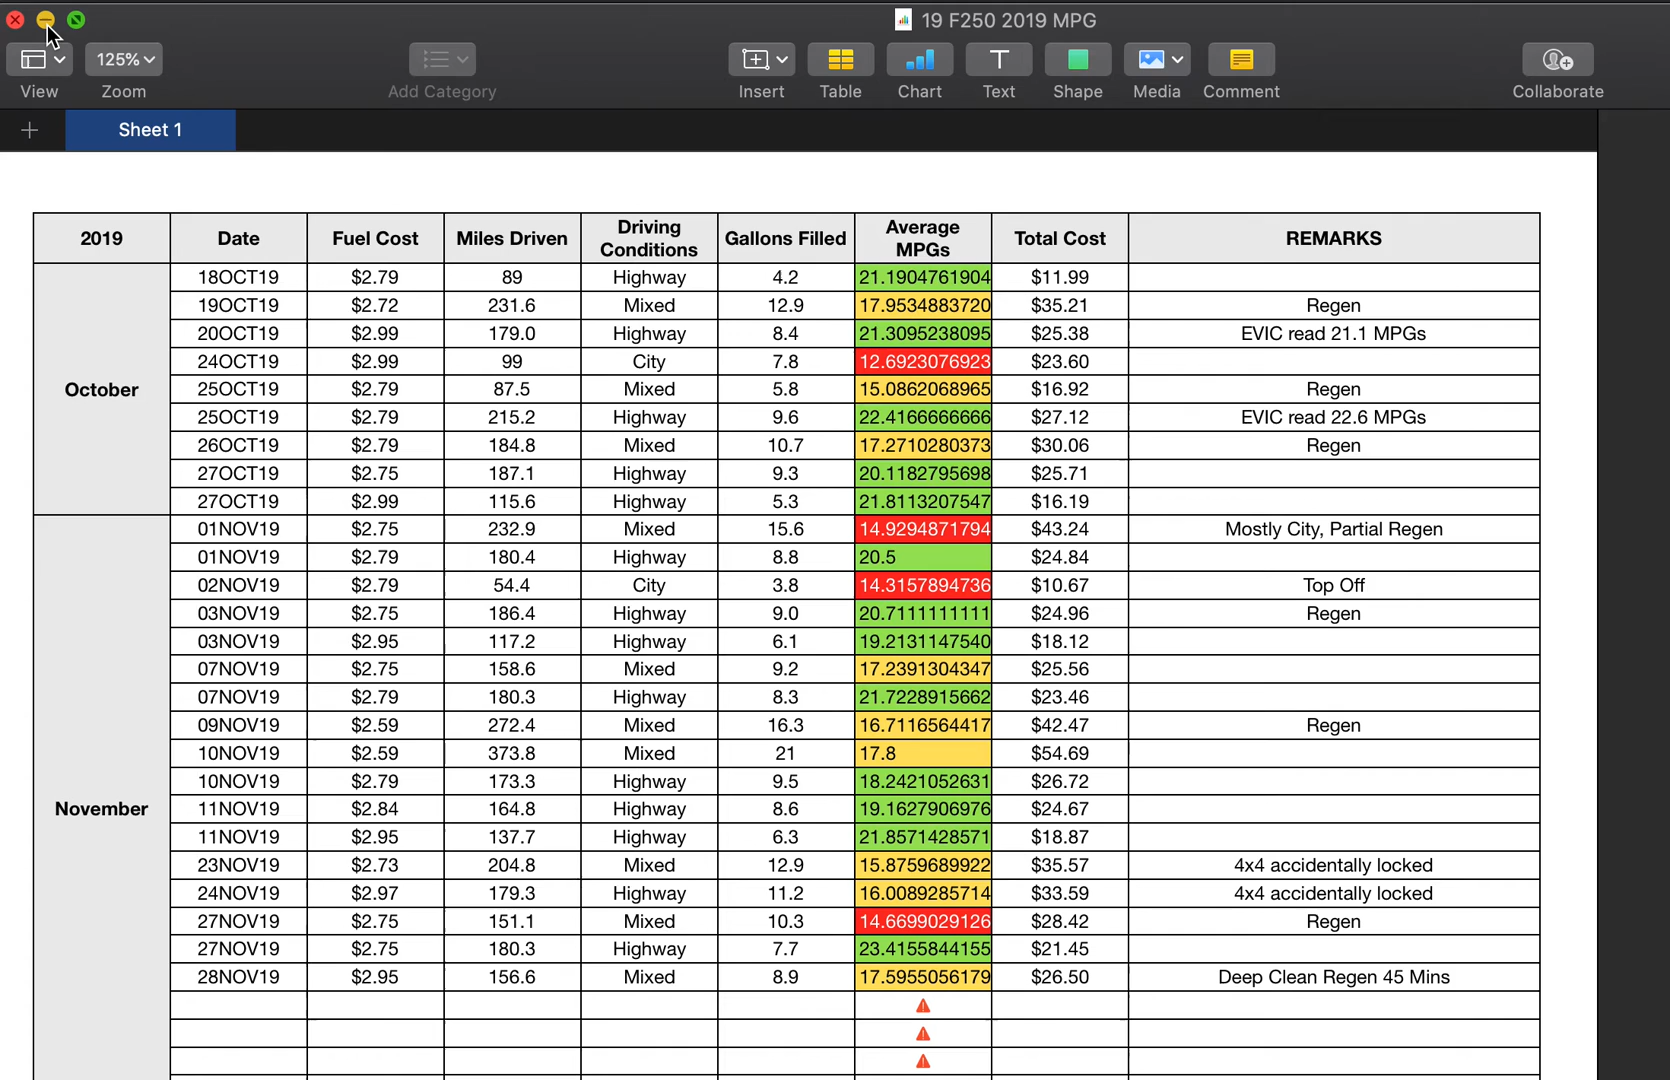 19 F250 2019 MPG
125%
View Zoom Add Category Insert Table Chart Text Shape Media Comment Collaborate
Sheet 1
2019 Date Fuel Cost Miles Driven Driving Conditions Gallons Filled Average MPGs Total Cost REMARKS
October
18OCT19 $2.79 89 Highway 4.2 21.1904761904 $11.99
19OCT19 $2.72 231.6 Mixed 12.9 17.9534883720 $35.21 Regen
20OCT19 $2.99 179.0 Highway 8.4 21.3095238095 $25.38 EVIC read 21.1 MPGs
24OCT19 $2.99 99 City 7.8 12.6923076923 $23.60
25OCT19 $2.79 87.5 Mixed 5.8 15.0862068965 $16.92 Regen
25OCT19 $2.79 215.2 Highway 9.6 22.4166666666 $27.12 EVIC read 22.6 MPGs
26OCT19 $2.79 184.8 Mixed 10.7 17.2710280373 $30.06 Regen
27OCT19 $2.75 187.1 Highway 9.3 20.1182795698 $25.71
27OCT19 $2.99 115.6 Highway 5.3 21.8113207547 $16.19
November
01NOV19 $2.75 232.9 Mixed 15.6 14.9294871794 $43.24 Mostly City, Partial Regen
01NOV19 $2.79 180.4 Highway 8.8 20.5 $24.84
02NOV19 $2.79 54.4 City 3.8 14.3157894736 $10.67 Top Off
03NOV19 $2.75 186.4 Highway 9.0 20.7111111111 $24.96 Regen
03NOV19 $2.95 117.2 Highway 6.1 19.2131147540 $18.12
07NOV19 $2.75 158.6 Mixed 9.2 17.2391304347 $25.56
07NOV19 $2.79 180.3 Highway 8.3 21.7228915662 $23.46
09NOV19 $2.59 272.4 Mixed 16.3 16.7116564417 $42.47 Regen
10NOV19 $2.59 373.8 Mixed 21 17.8 $54.69
10NOV19 $2.79 173.3 Highway 9.5 18.2421052631 $26.72
11NOV19 $2.84 164.8 Highway 8.6 19.1627906976 $24.67
11NOV19 $2.95 137.7 Highway 6.3 21.8571428571 $18.87
23NOV19 $2.73 204.8 Mixed 12.9 15.8759689922 $35.57 4x4 accidentally locked
24NOV19 $2.97 179.3 Highway 11.2 16.0089285714 $33.59 4x4 accidentally locked
27NOV19 $2.75 151.1 Mixed 10.3 14.6699029126 $28.42 Regen
27NOV19 $2.75 180.3 Highway 7.7 23.4155844155 $21.45
28NOV19 $2.95 156.6 Mixed 8.9 17.5955056179 $26.50 Deep Clean Regen 45 Mins